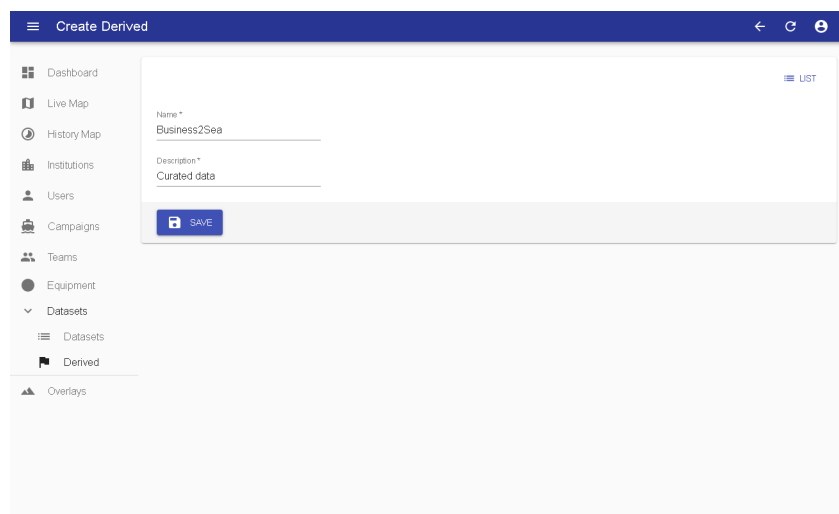 Create Derived
Dashboard
LIST
Live Map
Name *
Business2Sea
History Map
Institutions
Description *
Curated data
Users
Campaigns
SAVE
Teams
Equipment
Datasets
Datasets
Derived
Overlays